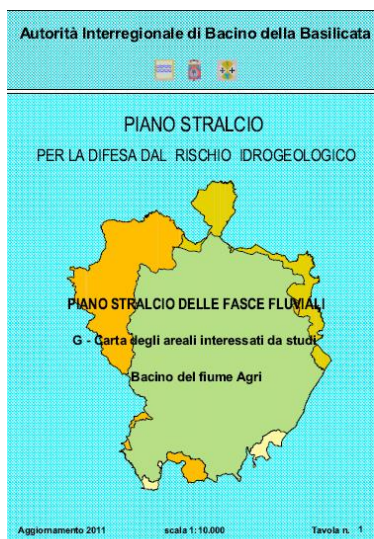 Autorità Interregionale di Bacino della Basilicata
PIANO STRALCIO
PER LA DIFESA DAL RISCHIO IDROGEOLOGICO
PIANO STRALCIO DELLE FASCE FLUVIALI
G - Carta degli areali interessati da studi
Bacino del fiume Agri
Aggiornamento 2011 scala 1:10.000 Tavola n. 1